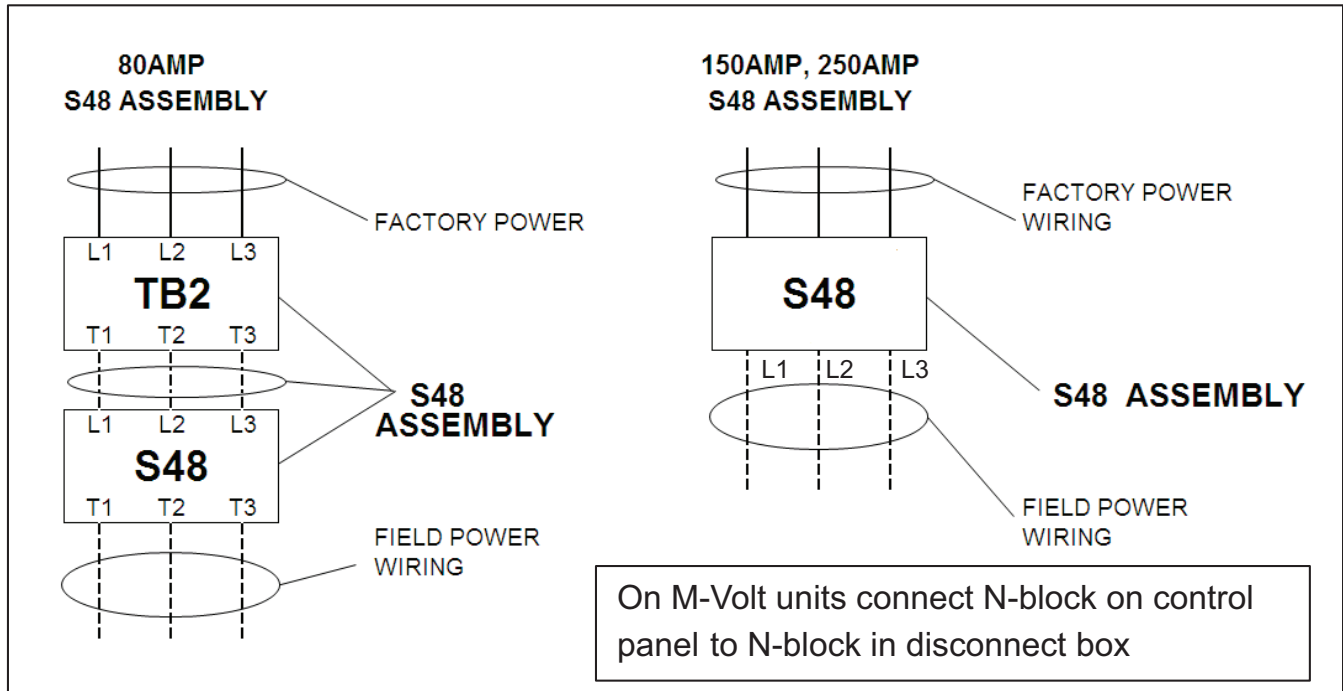 80AMP
S48 ASSEMBLY
FACTORY POWER
L1 L2 L3
TB2
T1 T2 T3
S48
ASSEMBLY
L1 L2 L3
S48
T1 T2 T3
FIELD POWER
WIRING
150AMP, 250AMP
S48 ASSEMBLY
FACTORY POWER
WIRING
S48
L1 L2 L3
S48 ASSEMBLY
FIELD POWER
WIRING
On M-Volt units connect N-block on control
panel to N-block in disconnect box